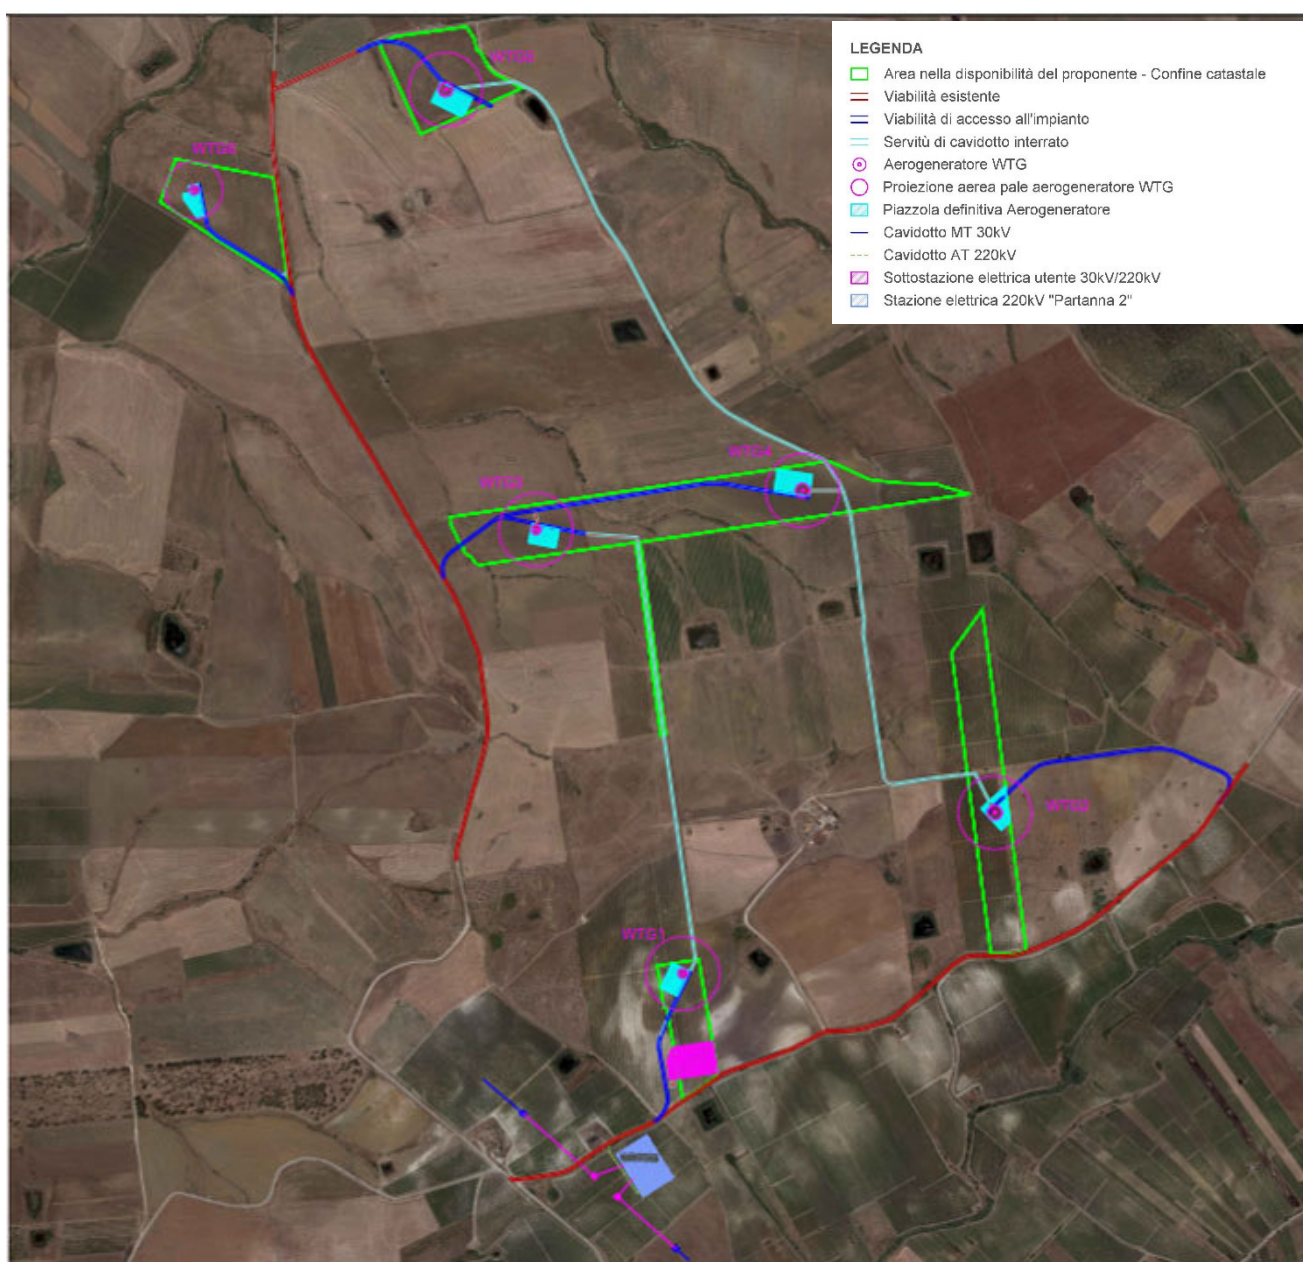 LEGENDA
Area nella disponibilità del proponente - Confine catastale
Viabilità esistente
Viabilità di accesso all'impianto
Servitù di cavidotto interrato
Aerogeneratore WTG
Proiezione aerea pale aerogeneratore WTG
Piazzola definitiva Aerogeneratore
Cavidotto MT 30kV
Cavidotto AT 220kV
Sottostazione elettrica utente 30kV/220kV
Stazione elettrica 220kV "Partanna 2"
WTG4
WTG3
WTG2
WTG1